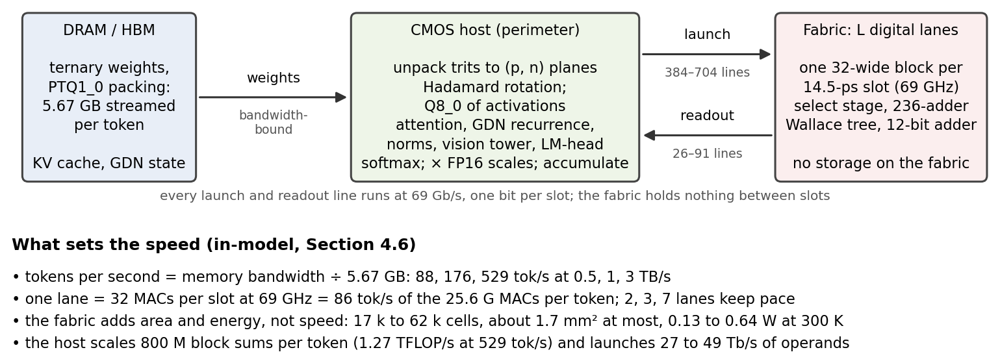 DRAM / HBM
ternary weights,
PTQ1_0 packing:
5.67 GB streamed
per token
KV cache, GDN state
weights
bandwidth-
bound
CMOS host (perimeter)
unpack trits to (p, n) planes
Hadamard rotation;
Q8_0 of activations
attention, GDN recurrence,
norms, vision tower, LM-head
softmax; × FP16 scales; accumulate
launch
384–704 lines
readout
26–91 lines
Fabric: L digital lanes
one 32-wide block per
14.5-ps slot (69 GHz)
select stage, 236-adder
Wallace tree, 12-bit adder
no storage on the fabric
every launch and readout line runs at 69 Gb/s, one bit per slot; the fabric holds nothing between slots
What sets the speed (in-model, Section 4.6)
• tokens per second = memory bandwidth ÷ 5.67 GB: 88, 176, 529 tok/s at 0.5, 1, 3 TB/s
• one lane = 32 MACs per slot at 69 GHz = 86 tok/s of the 25.6 G MACs per token; 2, 3, 7 lanes keep pace
• the fabric adds area and energy, not speed: 17 k to 62 k cells, about 1.7 mm² at most, 0.13 to 0.64 W at 300 K
• the host scales 800 M block sums per token (1.27 TFLOP/s at 529 tok/s) and launches 27 to 49 Tb/s of operands